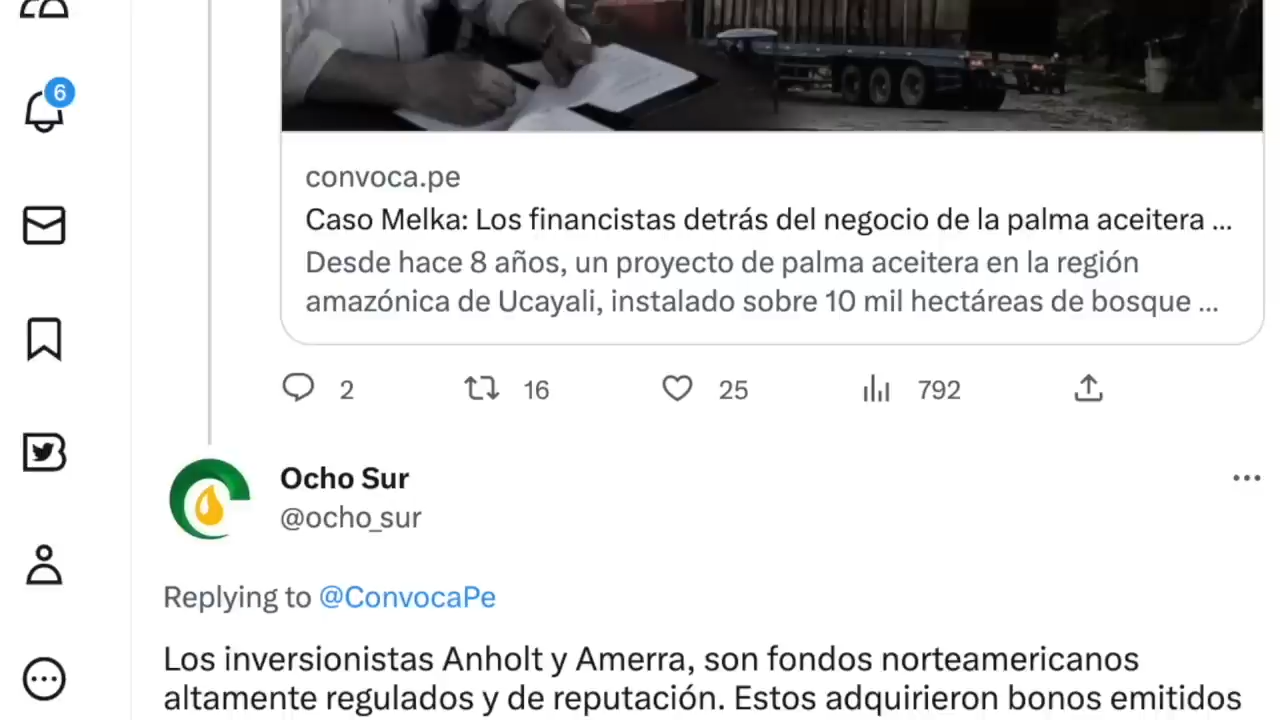 6
convoca.pe
Caso Melka: Los financistas detrás del negocio de la palma aceitera ...
Desde hace 8 años, un proyecto de palma aceitera en la región
amazónica de Ucayali, instalado sobre 10 mil hectáreas de bosque ...
2 16 25 792
Ocho Sur
@ocho_sur
Replying to @ConvocaPe
Los inversionistas Anholt y Amerra, son fondos norteamericanos
altamente regulados y de reputación. Estos adquirieron bonos emitidos